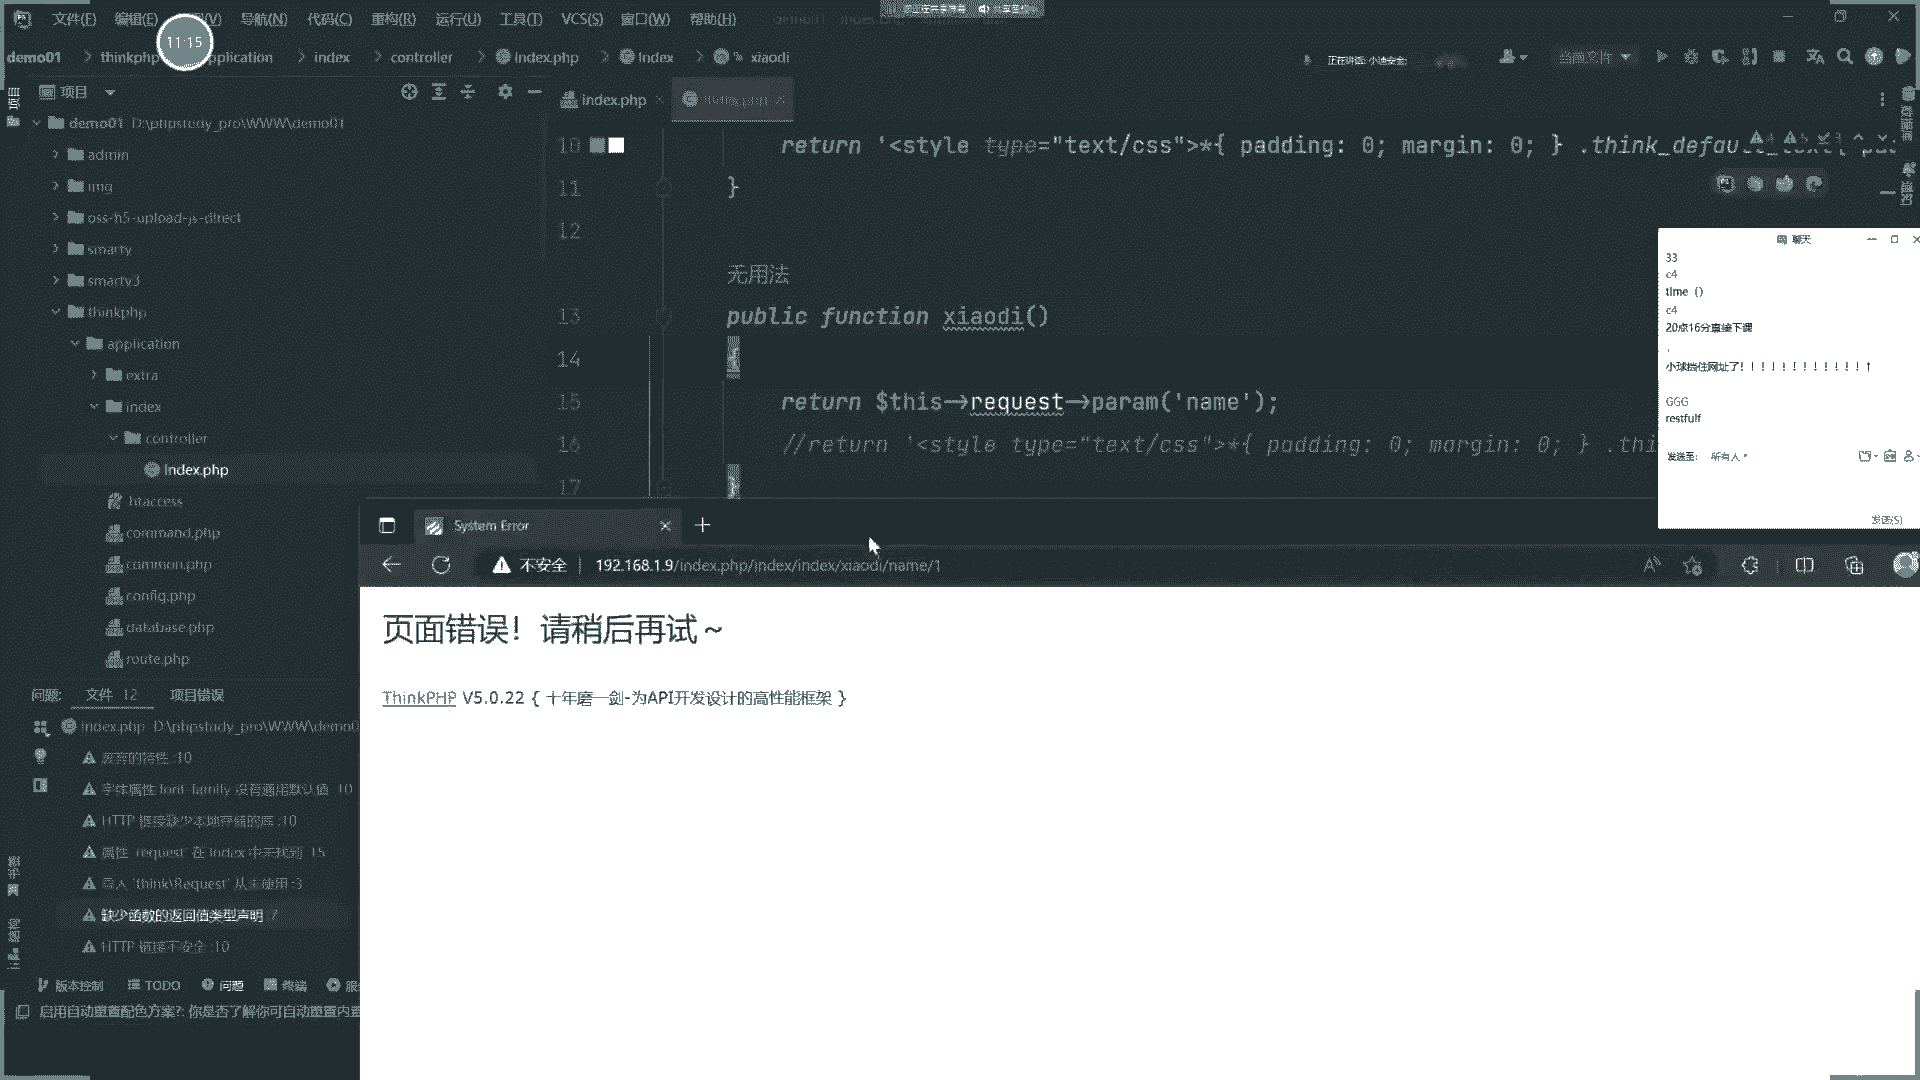 文件(F) 编辑(E) (V) 导航(N) 代码(C) 重构(R) 运行(U) 工具(T) VCS(S) 窗口(W) 帮助(H)
11:15
demo01 thinkphp application index controller Index.php Index xiaodi
正在讲话: 小迪安全;
当前文件
项目
index.php
demo01 D:\phpstudy_pro\WWW\demo01
admin
img
oss-h5-upload-js-direct
smarty
smarty3
thinkphp
application
extra
index
controller
Index.php
.htaccess
command.php
common.php
config.php
database.php
route.php
10 return '<style type="text/css">*{ padding: 0; margin: 0; } .think_defau
11 }
12
无用法
13 public function xiaodi()
14 {
15 return $this→request→param('name');
16 //return '<style type="text/css">*{ padding: 0; margin: 0; } .thi
17 }
聊天
33
c4
time（）
c4
20点16分直接下课
小球挡住网址了！！！！！！！！！！！！！
GGG
restfulf
发送至: 所有人
发送(S)
System Error
不安全 192.168.1.9/index.php/index/index/xiaodi/name/1
页面错误！请稍后再试～
ThinkPHP V5.0.22 { 十年磨一剑-为API开发设计的高性能框架 }
问题: 文件 12 项目错误
index.php D:\phpstudy_pro\WWW\demo0
废弃的特性 :10
字体属性 font-family 没有通用默认值 :10
HTTP 链接缺少本地存储的库 :10
属性 'request' 在 Index 中未找到 :15
导入 'think\Request' 从未使用 :3
缺少函数的返回值类型声明 :7
HTTP 链接不安全 :10
版本控制 TODO 问题 终端
启用自动重置配色方案?: 你是否了解你可自动重置内置